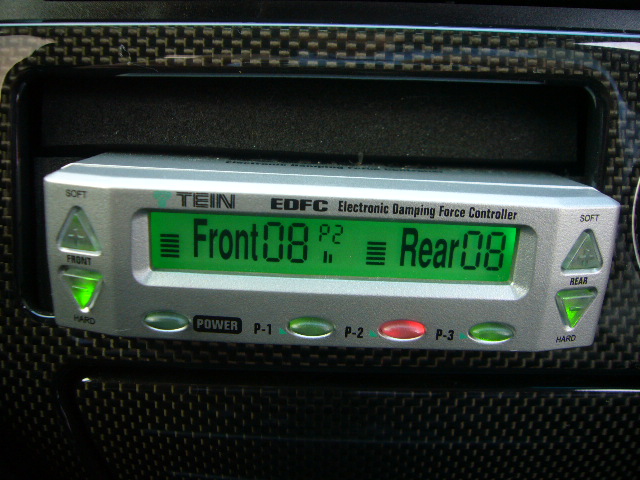 SOFT
TEIN EDFC Electronic Damping Force Controller
SOFT
Front08 P2 Rear08
FRONT
REAR
HARD
POWER P-1 P-2 P-3
HARD